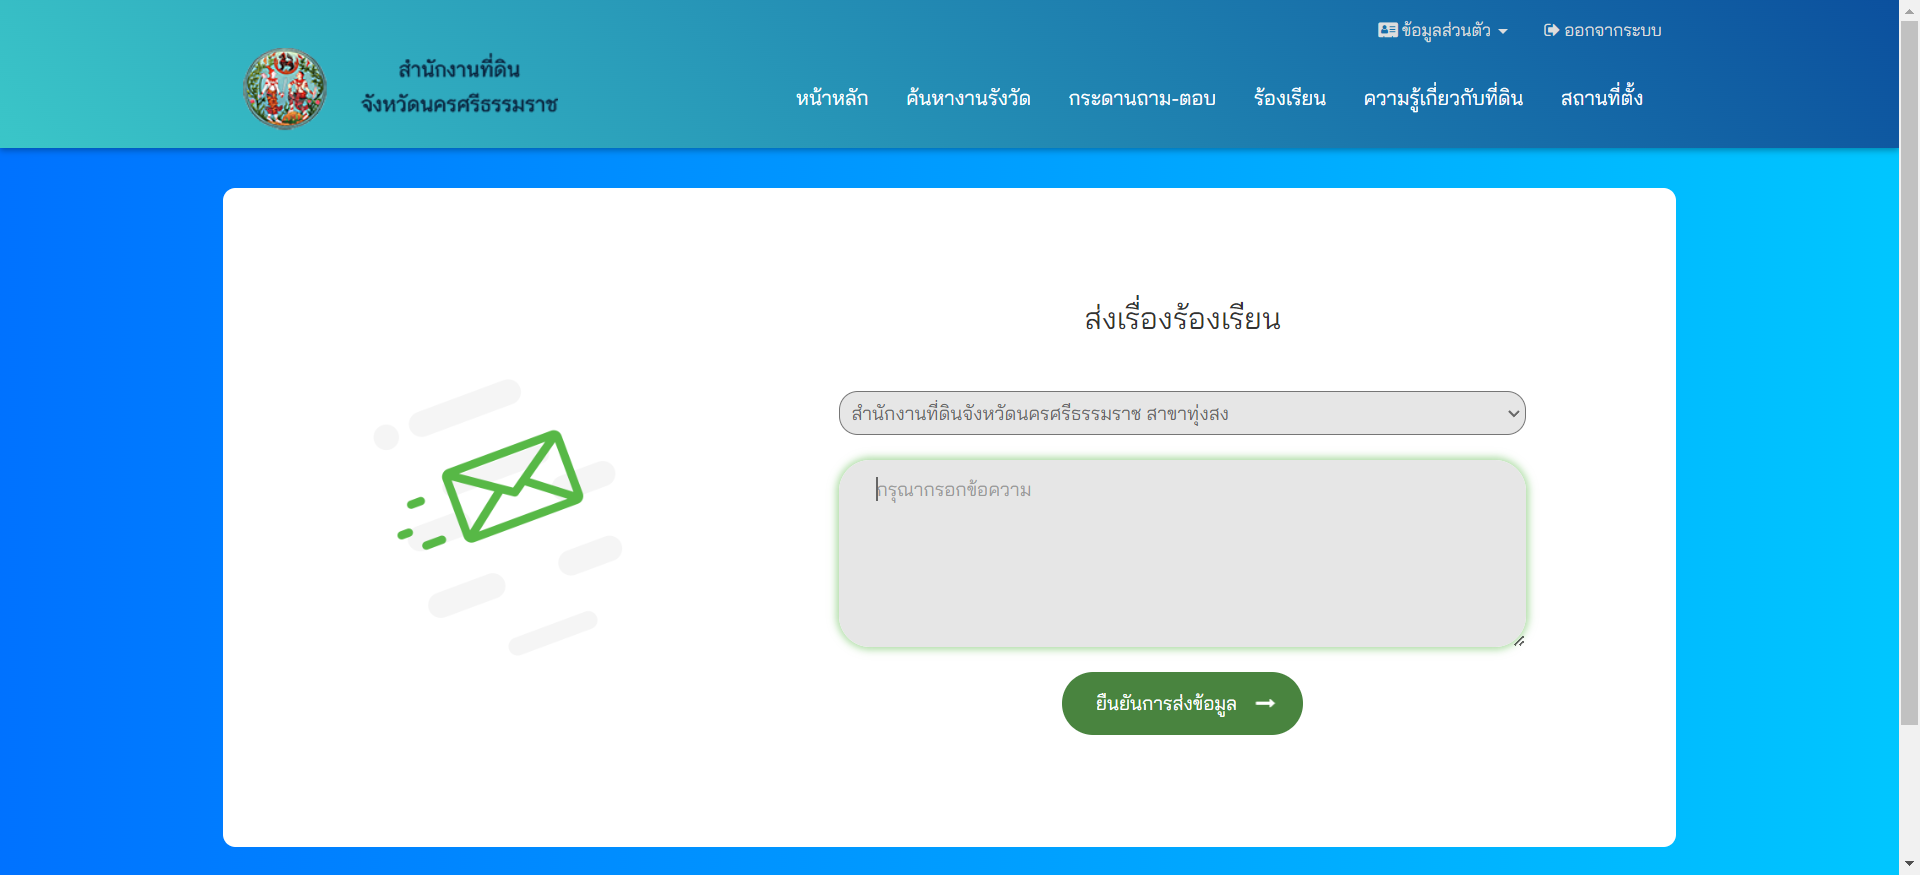 ข้อมูลส่วนตัว
ออกจากระบบ
สำนักงานที่ดิน
จังหวัดนครศรีธรรมราช
หน้าหลัก
ค้นหางานรังวัด
กระดานถาม-ตอบ
ร้องเรียน
ความรู้เกี่ยวกับที่ดิน
สถานที่ตั้ง
ส่งเรื่องร้องเรียน
สำนักงานที่ดินจังหวัดนครศรีธรรมราช สาขาทุ่งสง
กรุณากรอกข้อความ
ยืนยันการส่งข้อมูล